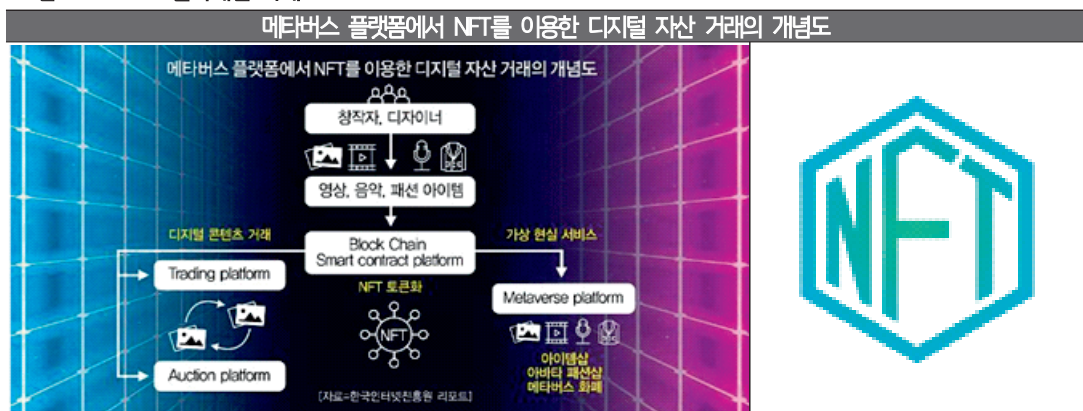 메타버스 플랫폼에서 NFT를 이용한 디지털 자산 거래의 개념도
메타버스 플랫폼에서 NFT를 이용한 디지털 자산 거래의 개념도
창작자, 디자이너
영상, 음악, 패션 아이템
디지털 콘텐츠 거래
Block Chain
Smart contract platform
가상 현실 서비스
Trading platform
NFT 토큰화
Metaverse platform
NFT
아이템샵
아바타 패션샵
메타버스 화폐
Auction platform
[자료=한국인터넷진흥원 리포트]
NFT